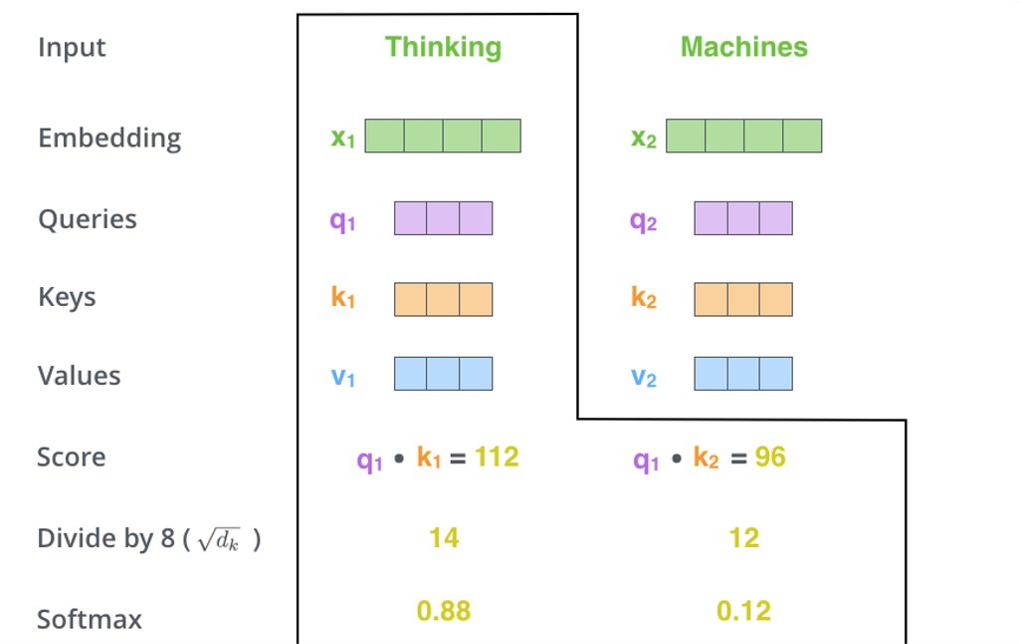 Input Thinking Machines
Embedding x₁ x₂
Queries q₁ q₂
Keys k₁ k₂
Values v₁ v₂
Score q₁ • k₁ = 112 q₁ • k₂ = 96
Divide by 8 ( √dₖ ) 14 12
Softmax 0.88 0.12